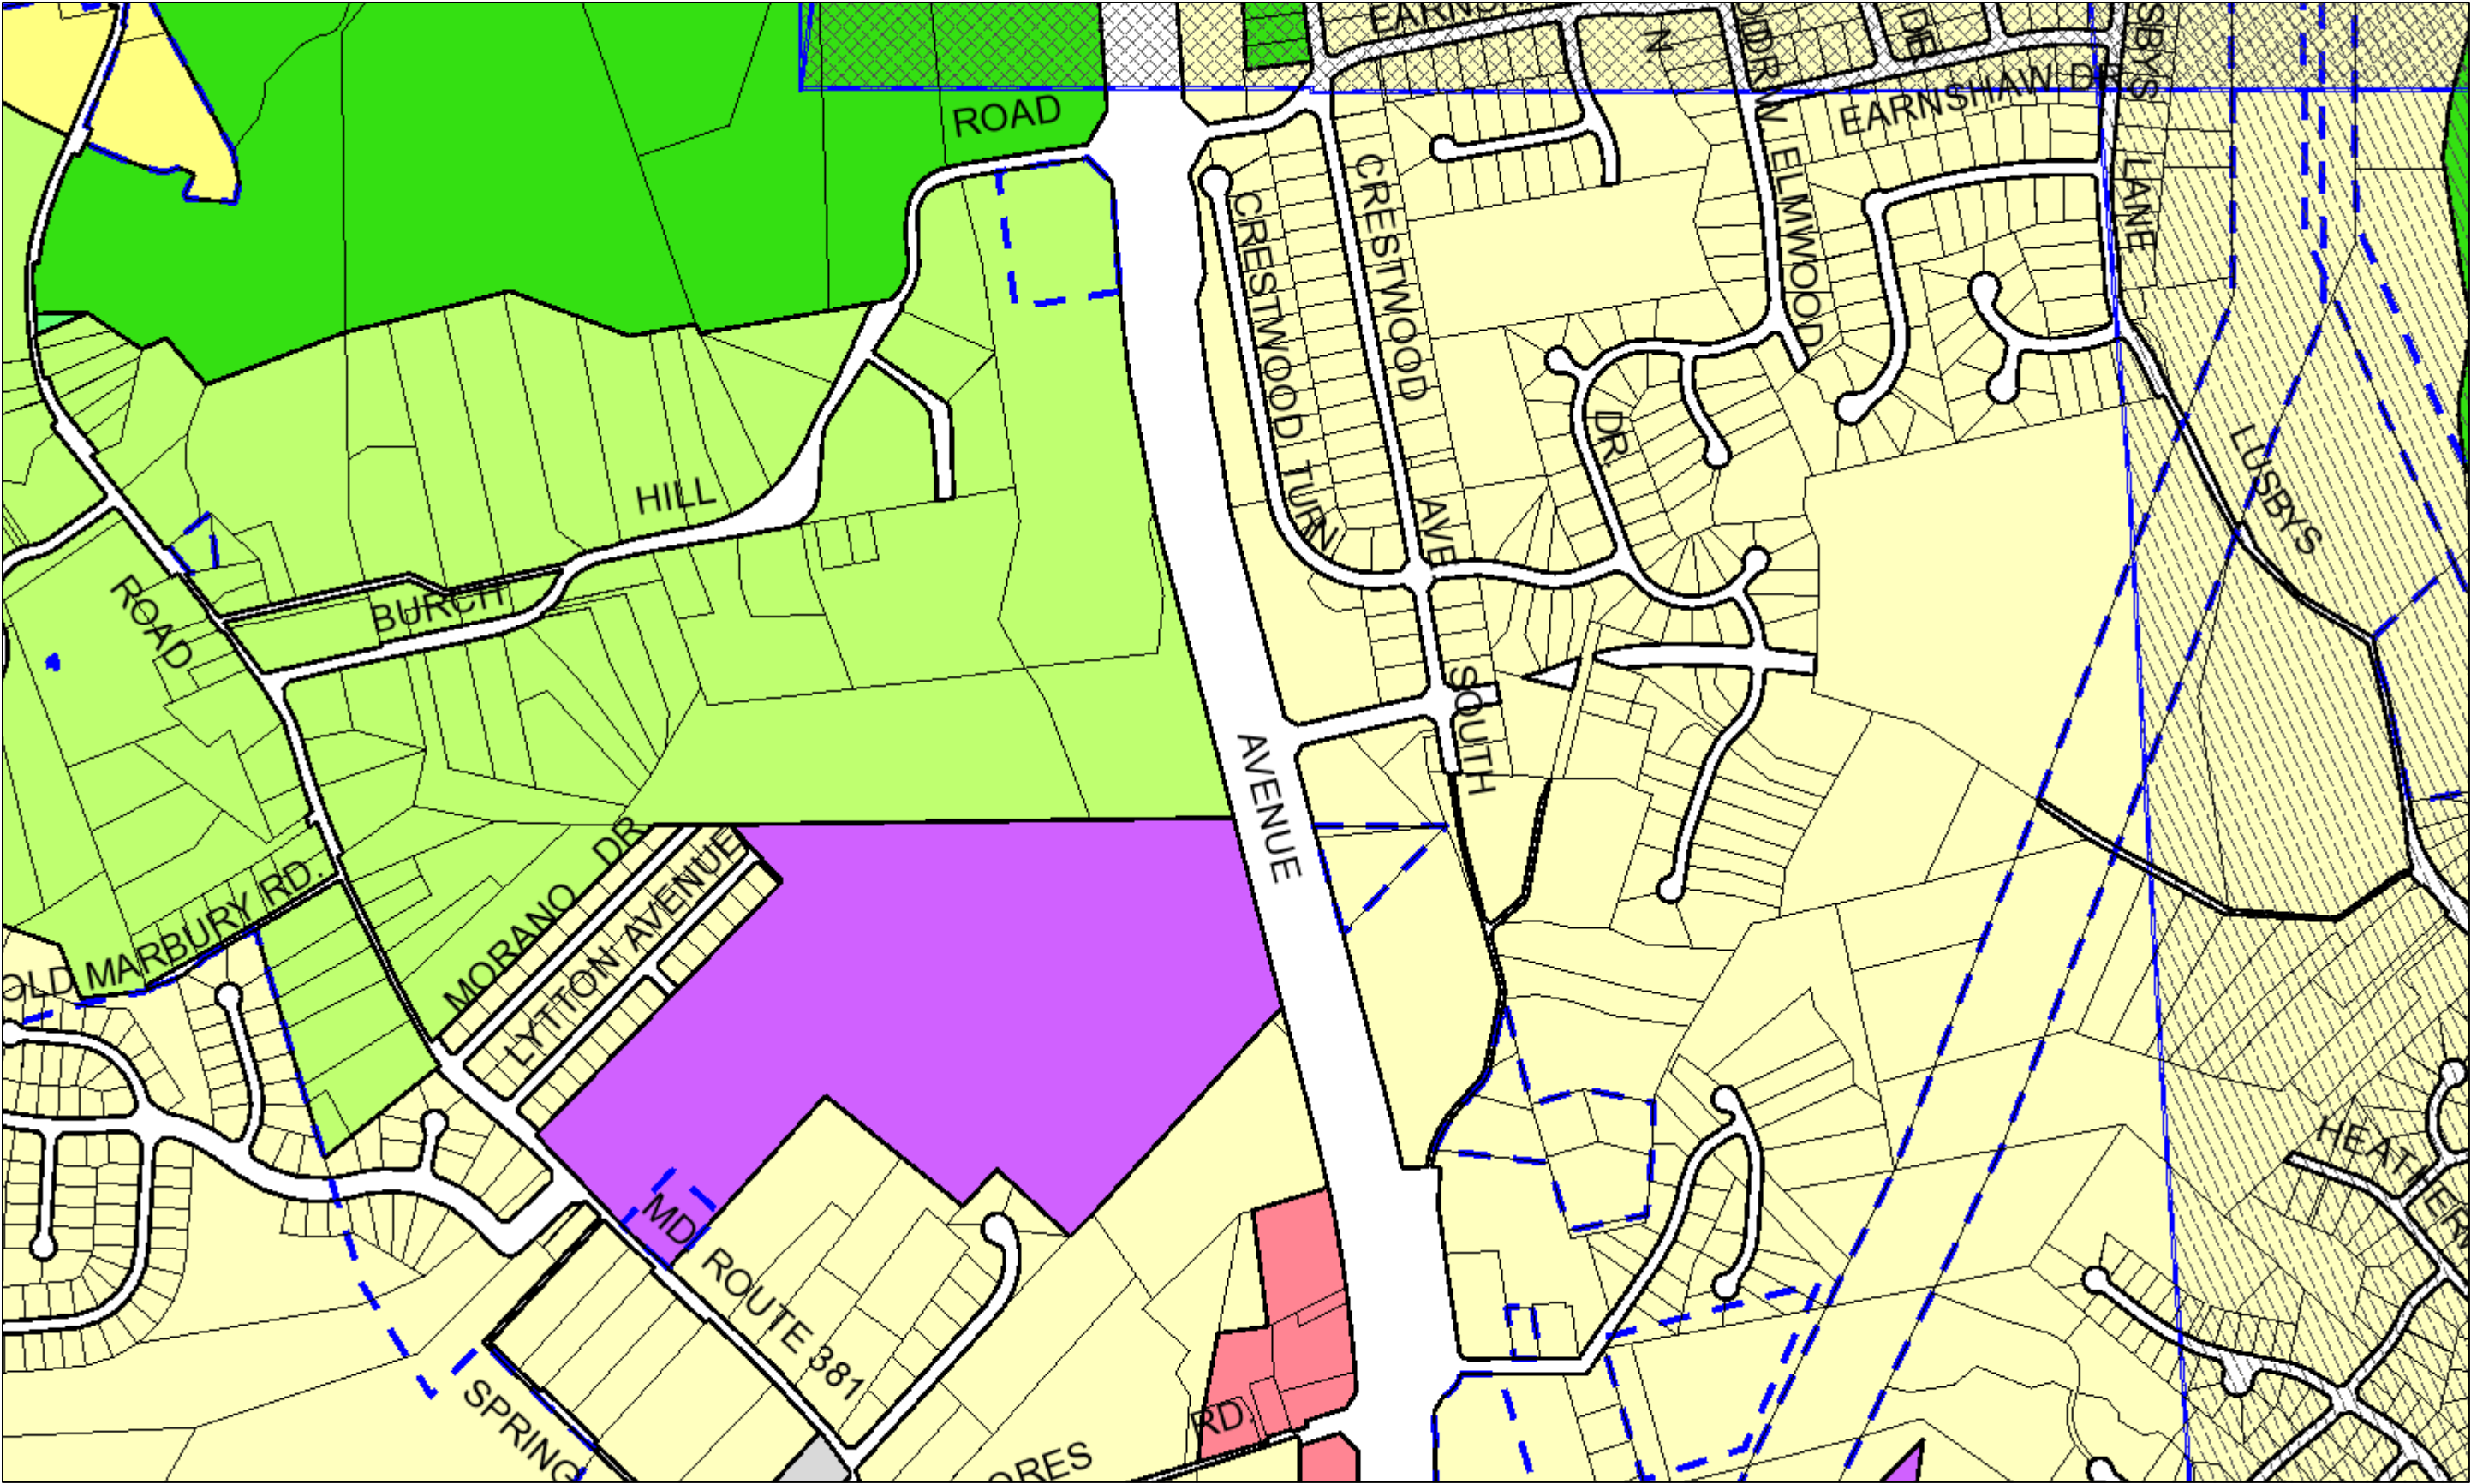 ROAD
EARNSHAW DR
LANE
CRESTWOOD
CRESTWOOD TURN
ELMWOOD
DR.
AVE
LUSBYS
HILL
BURCH
ROAD
SOUTH
AVENUE
MORANO DR.
LYTTON AVENUE
OLD MARBURY RD.
MD ROUTE 381
SPRING
RD.